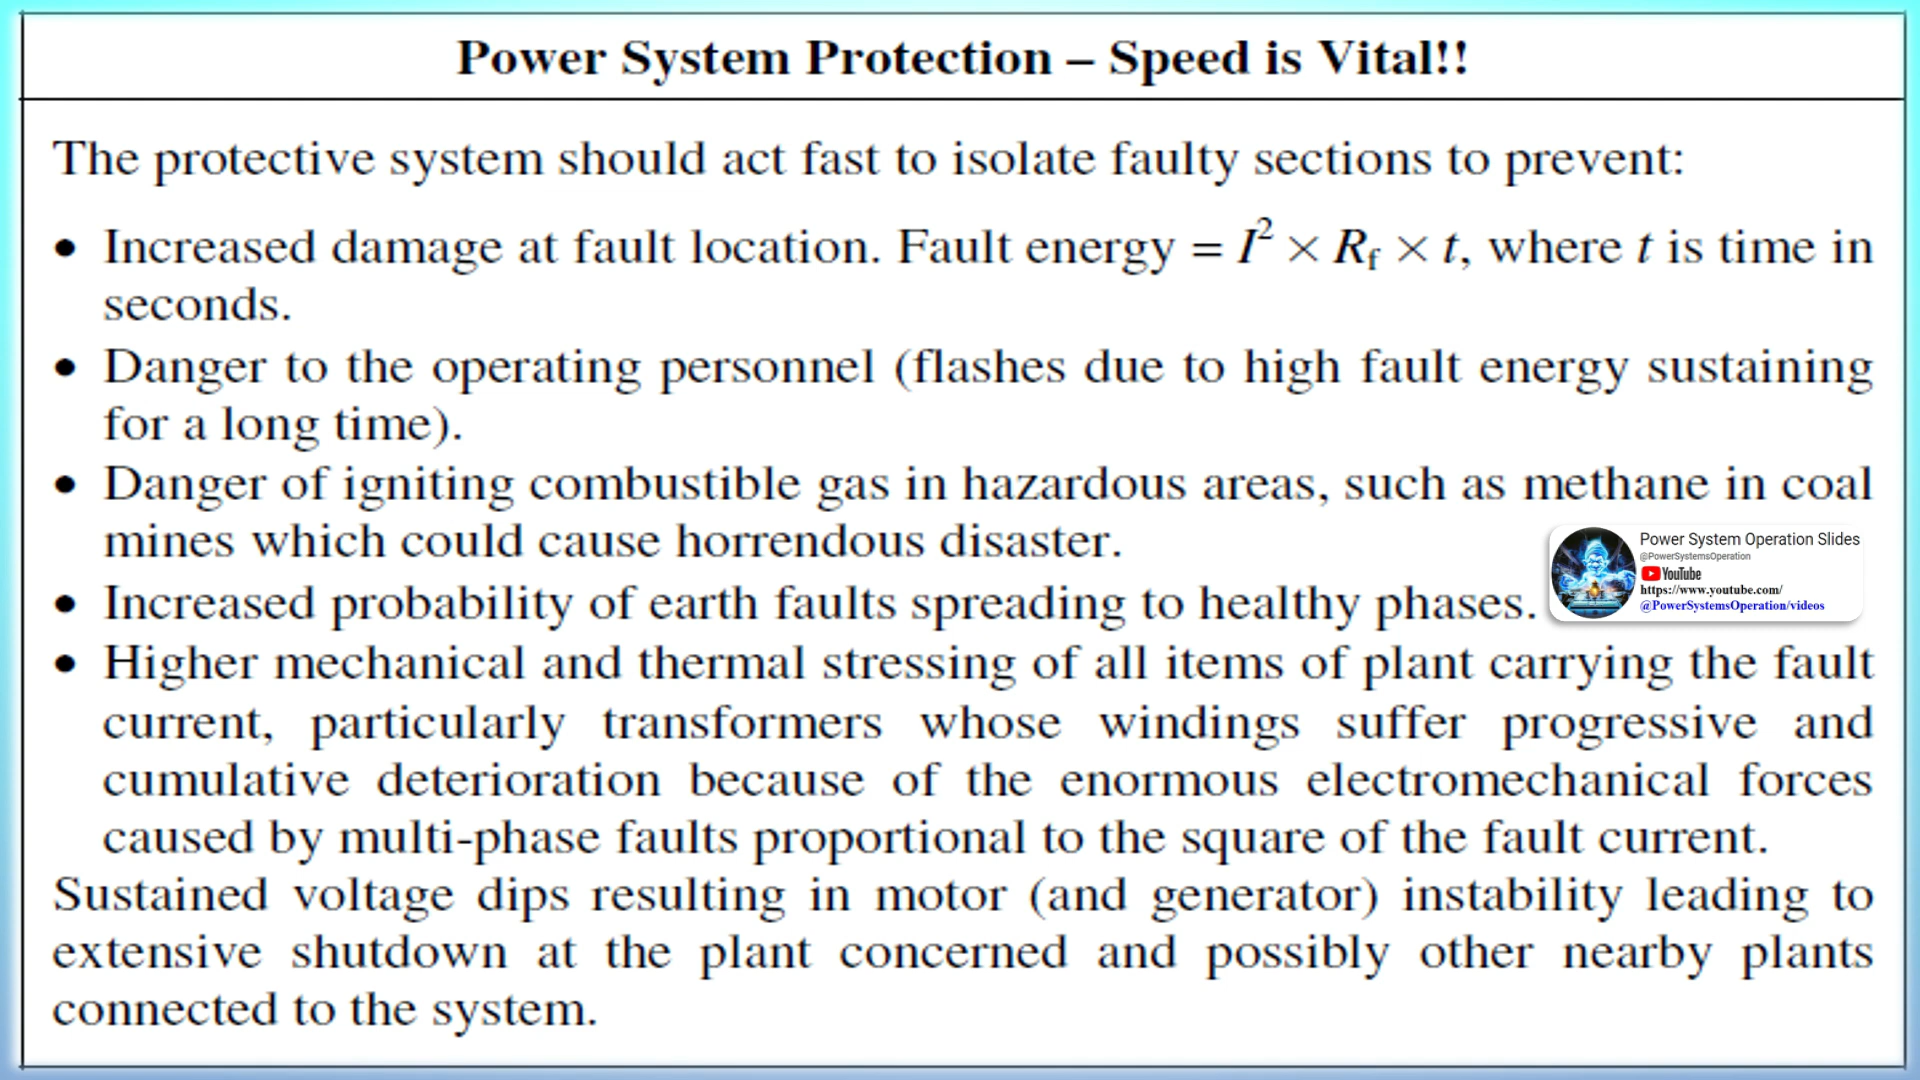 Power System Protection – Speed is Vital!!
The protective system should act fast to isolate faulty sections to prevent:
• Increased damage at fault location. Fault energy = I² × Rf × t, where t is time in
seconds.
• Danger to the operating personnel (flashes due to high fault energy sustaining
for a long time).
• Danger of igniting combustible gas in hazardous areas, such as methane in coal
mines which could cause horrendous disaster.
• Increased probability of earth faults spreading to healthy phases.
Power System Operation Slides
@PowerSystemsOperation
YouTube
https://www.youtube.com/
@PowerSystemsOperation/videos
• Higher mechanical and thermal stressing of all items of plant carrying the fault
current, particularly transformers whose windings suffer progressive and
cumulative deterioration because of the enormous electromechanical forces
caused by multi-phase faults proportional to the square of the fault current.
Sustained voltage dips resulting in motor (and generator) instability leading to
extensive shutdown at the plant concerned and possibly other nearby plants
connected to the system.